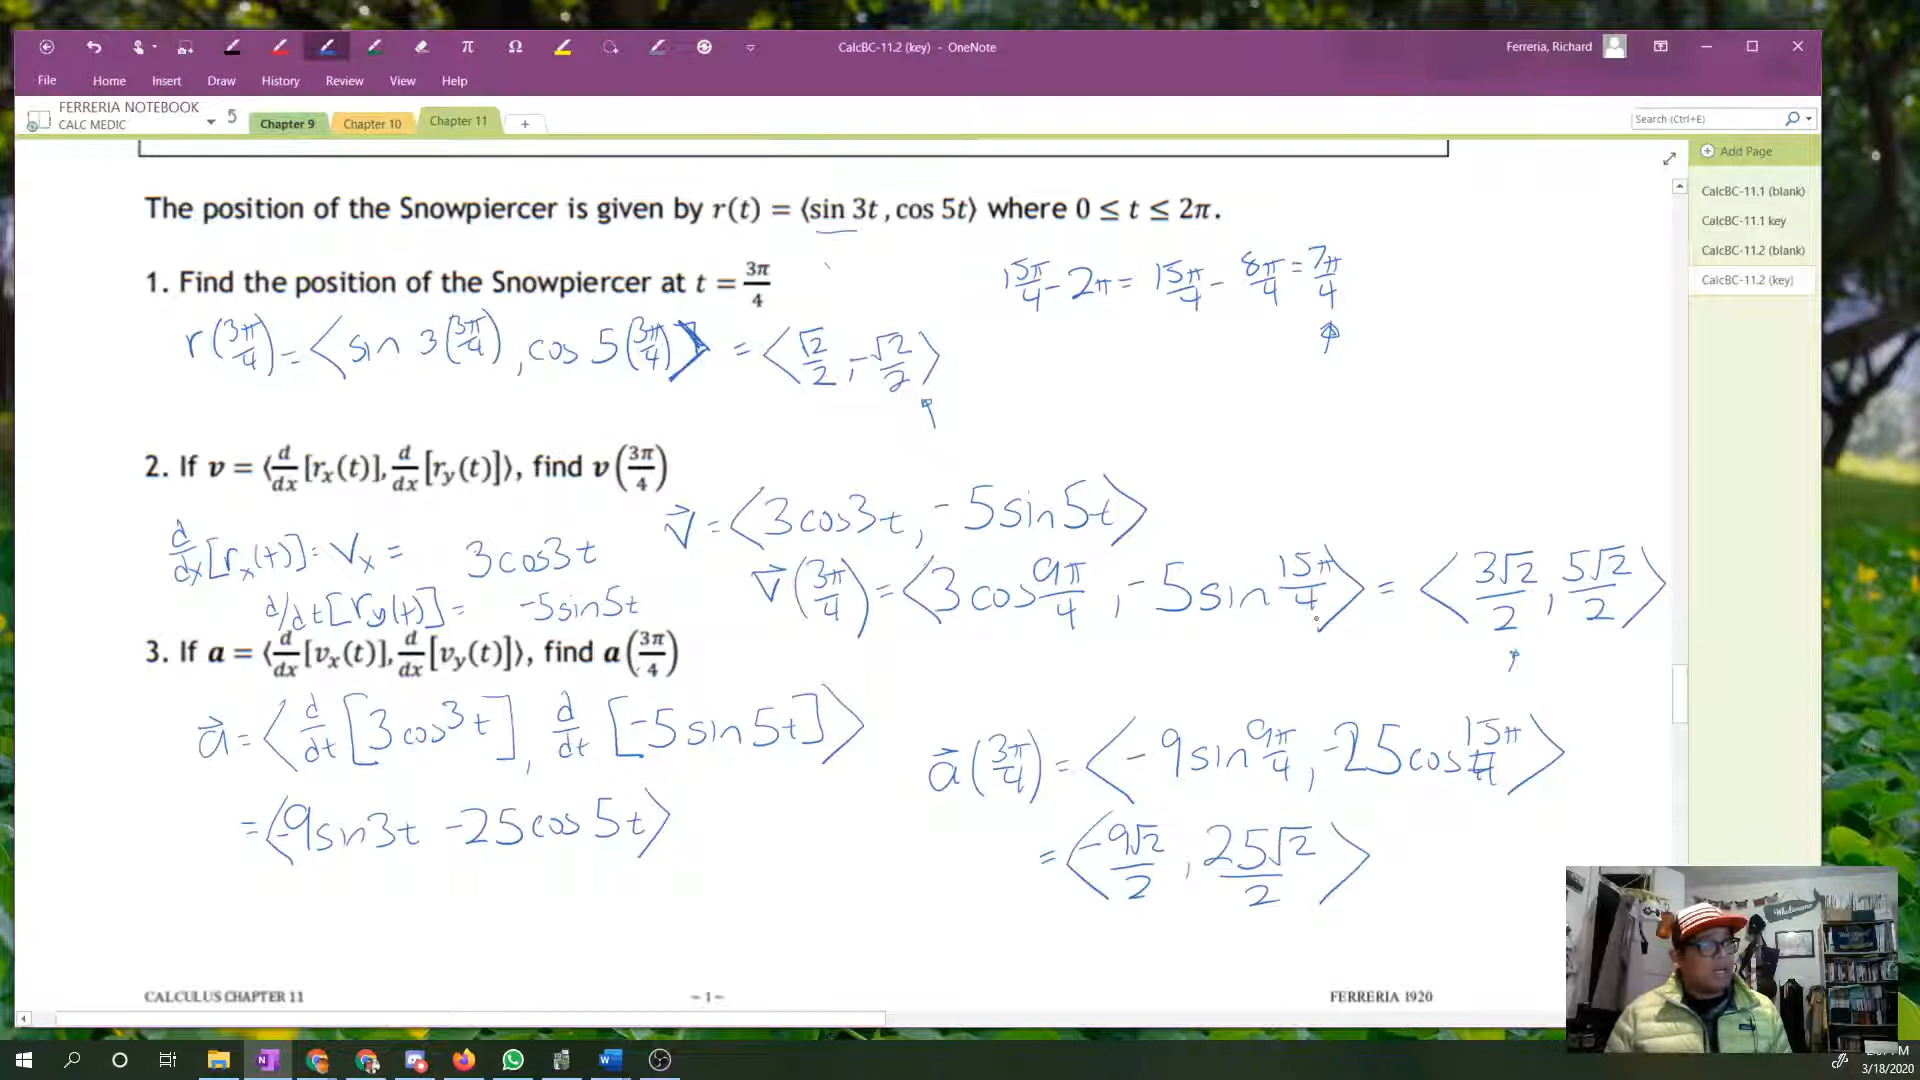 CalcBC-11.2 (key) - OneNote
Ferreria, Richard
File Home Insert Draw History Review View Help
FERRERIA NOTEBOOK
CALC MEDIC
5
Chapter 9 Chapter 10 Chapter 11 +
Search (Ctrl+E)
Add Page
CalcBC-11.1 (blank)
CalcBC-11.1 key
CalcBC-11.2 (blank)
CalcBC-11.2 (key)
The position of the Snowpiercer is given by r(t) = ⟨sin 3t, cos 5t⟩ where 0 ≤ t ≤ 2π.
1. Find the position of the Snowpiercer at t = 3π/4
15π/4 - 2π = 15π/4 - 8π/4 = 7π/4
r(3π/4) = ⟨sin 3(3π/4), cos 5(3π/4)⟩ = ⟨√2/2, -√2/2⟩
2. If v = ⟨d/dx[rₓ(t)], d/dx[r_y(t)]⟩, find v(3π/4)
v⃗ = ⟨3cos3t, -5sin5t⟩
d/dx[rₓ(t)] = Vₓ = 3cos3t
v⃗(3π/4) = ⟨3cos 9π/4, -5sin 15π/4⟩ = ⟨3√2/2, 5√2/2⟩
d/dt[r_y(t)] = -5sin5t
3. If a = ⟨d/dx[vₓ(t)], d/dx[v_y(t)]⟩, find a(3π/4)
a⃗ = ⟨d/dt[3cos3t], d/dt[-5sin5t]⟩
a⃗(3π/4) = ⟨-9sin 9π/4, -25cos 15π/4⟩
= ⟨-9sin3t -25cos 5t⟩
= ⟨-9√2/2, 25√2/2⟩
CALCULUS CHAPTER 11
~ 1 ~
FERRERIA 1920
3/18/2020